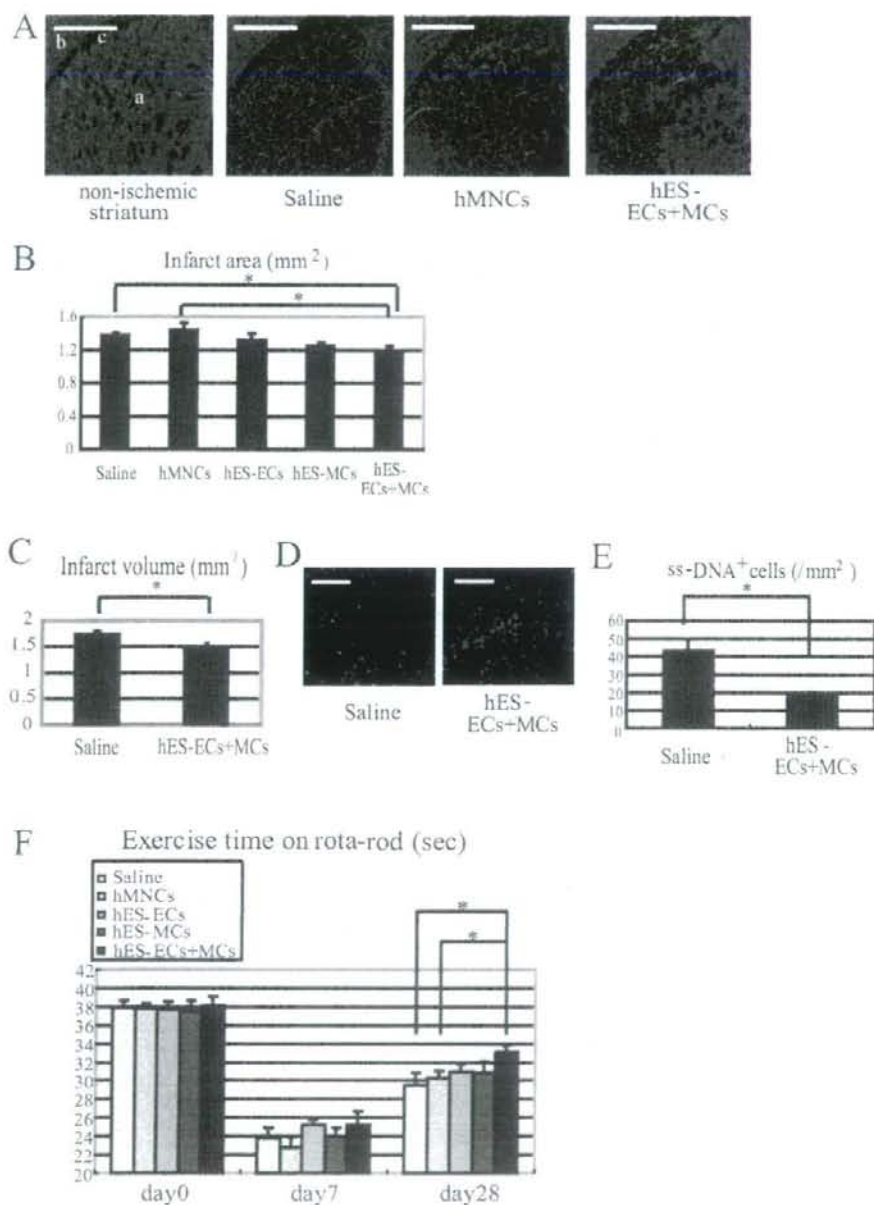 A
b
c
a
non-ischemic
striatum
Saline
hMNCs
hES-
ECs+MCs
B
Infarct area (mm2)
*
*
1.6
1.2
0.8
0.4
0
Saline
hMNCs
hES-ECs
hES-MCs
hES-
ECs+MCs
C
Infarct volume (mm
*
2
1.5
1
0.5
0
Saline
hES-ECs+MCs
D
Saline
hES-
ECs+MCs
E
ss-DNA+cells (/mm2)
*
60
50
40
30
20
10
0
Saline
hES-
ECs+MCs
F
Exercise time on rota-rod (sec)
Saline
hMNCs
hES-ECs
hES-MCs
hES-ECs+MCs
*
*
42
40
38
36
34
32
30
28
26
24
22
20
day0
day7
day28